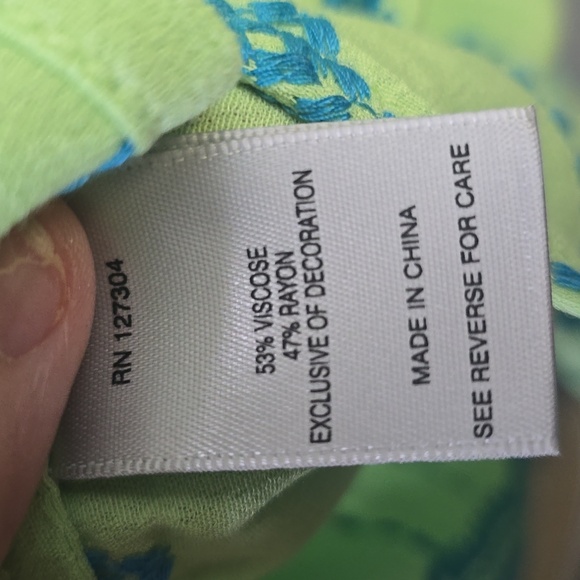 RN 127304
53% VISCOSE
47% RAYON
EXCLUSIVE OF DECORATION
MADE IN CHINA
SEE REVERSE FOR CARE